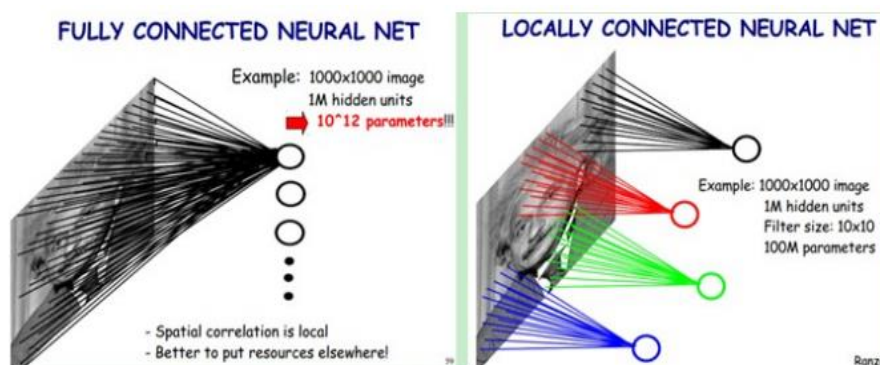 FULLY CONNECTED NEURAL NET
Example: 1000x1000 image
1M hidden units
10^12 parameters!!!
- Spatial correlation is local
- Better to put resources elsewhere!
LOCALLY CONNECTED NEURAL NET
Example: 1000x1000 image
1M hidden units
Filter size: 10x10
100M parameters
Ranz